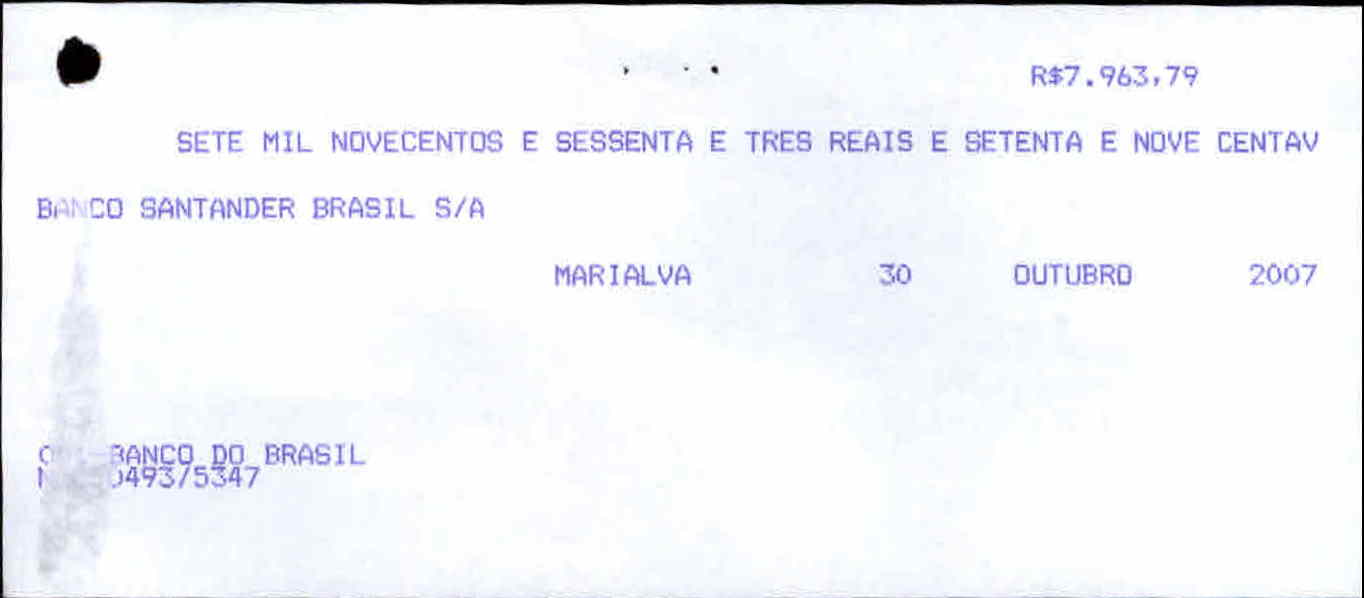 R$7.963,79
SETE MIL NOVECENTOS E SESSENTA E TRES REAIS E SETENTA E NOVE CENTAV
BANCO SANTANDER BRASIL S/A
MARIALVA 30 OUTUBRO 2007
BANCO DO BRASIL
0493/5347